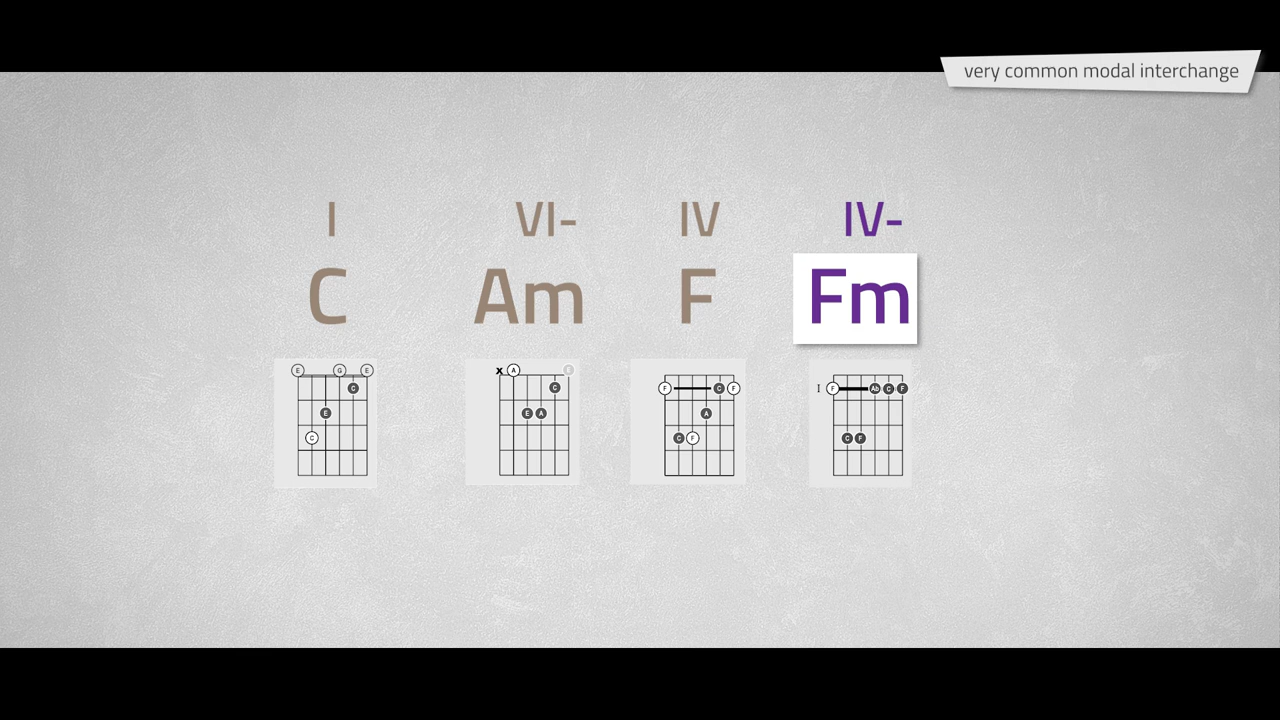 very common modal interchange
I VI- IV IV-
C Am F Fm
E G E x A E
C C F C F I F Ab C F
E E A A
C C F C F